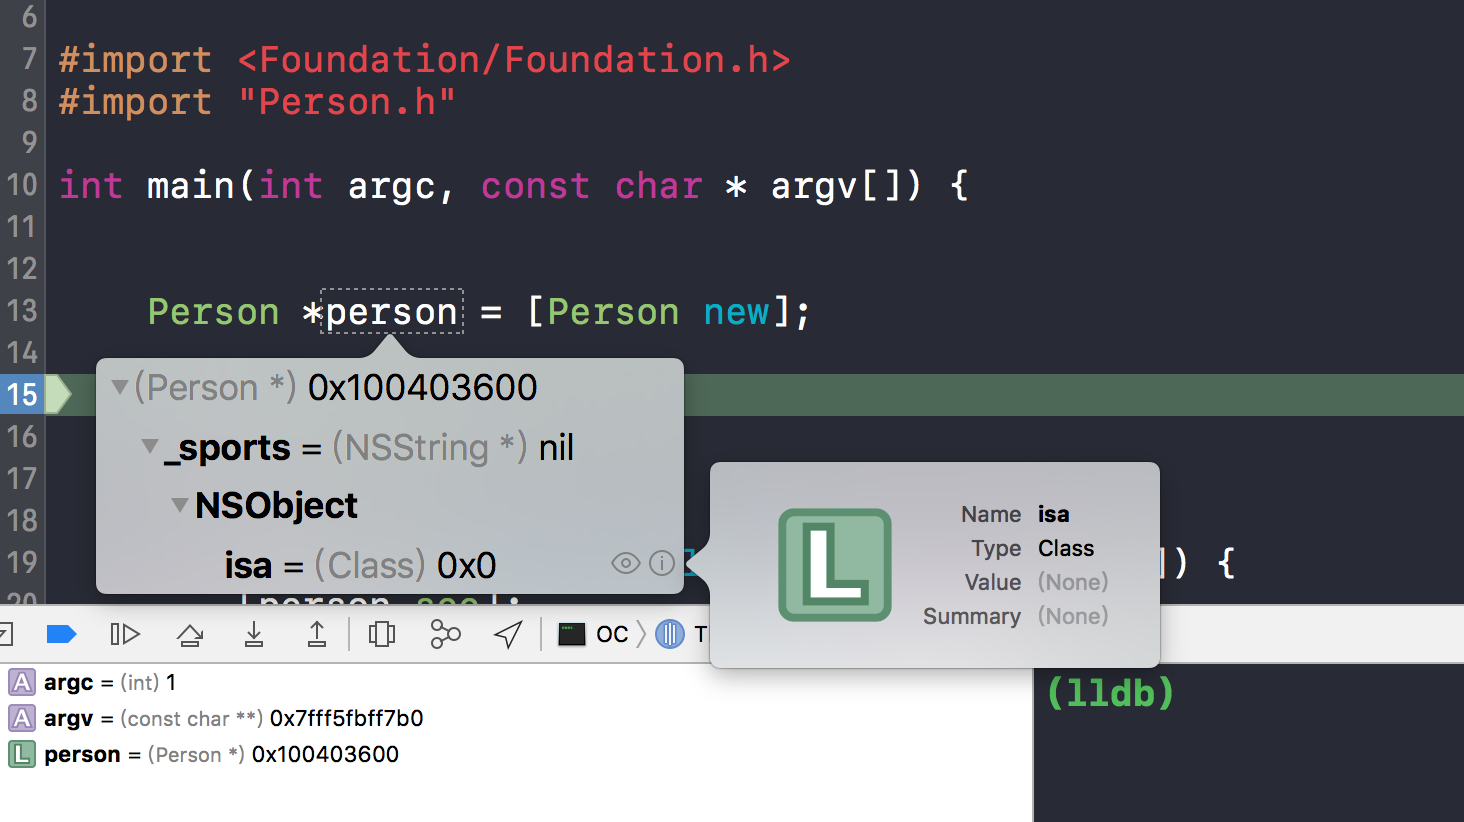 6
7 #import <Foundation/Foundation.h>
8 #import "Person.h"
9
10 int main(int argc, const char * argv[]) {
11
12
13 Person *person = [Person new];
14
(Person *) 0x100403600
15
16
_sports = (NSString *) nil
17
NSObject
18
19 isa = (Class) 0x0
]) {
20
Name isa
Type Class
Value (None)
Summary (None)
OC
T
A argc = (int) 1
A argv = (const char **) 0x7fff5fbff7b0
L person = (Person *) 0x100403600
L
(lldb)